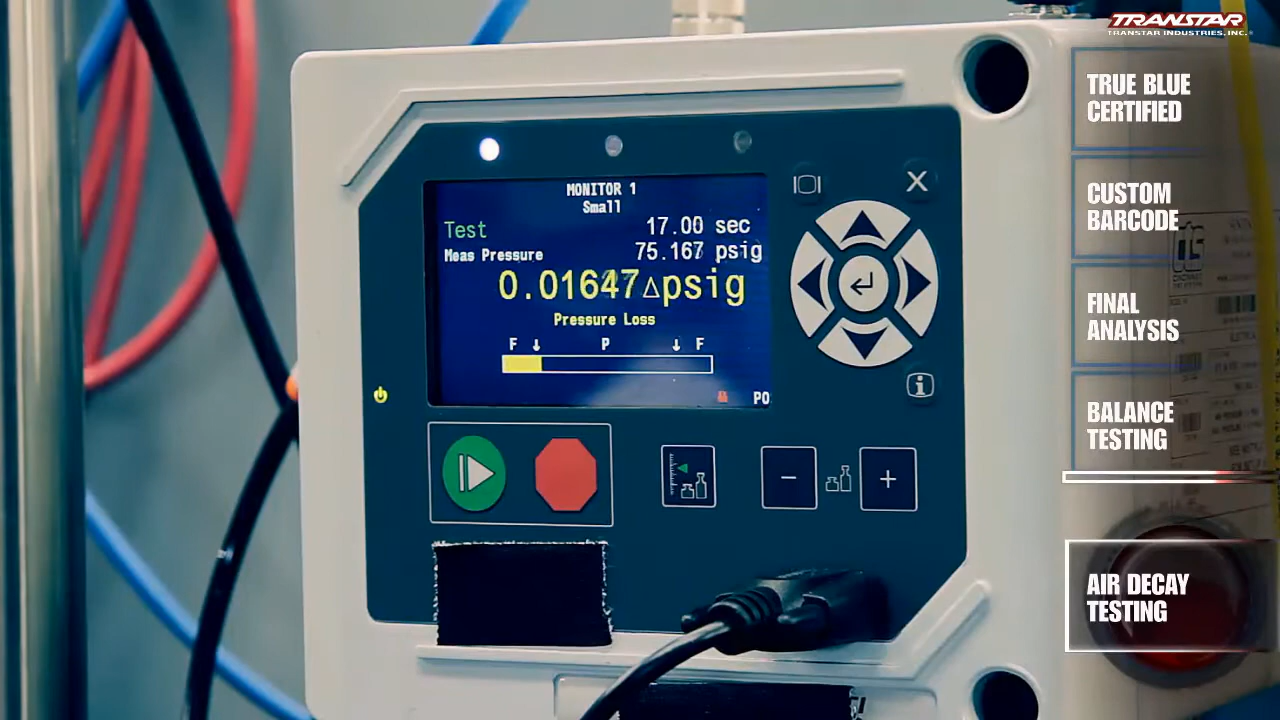 TRANSTAR
TRANSTAR INDUSTRIES, INC.
TRUE BLUE
CERTIFIED
CUSTOM
BARCODE
FINAL
ANALYSIS
BALANCE
TESTING
AIR DECAY
TESTING
MONITOR 1
Small
Test 17.00 sec
Meas Pressure 75.167 psig
0.01647△psig
Pressure Loss
F ↓ P ↓ F
PO